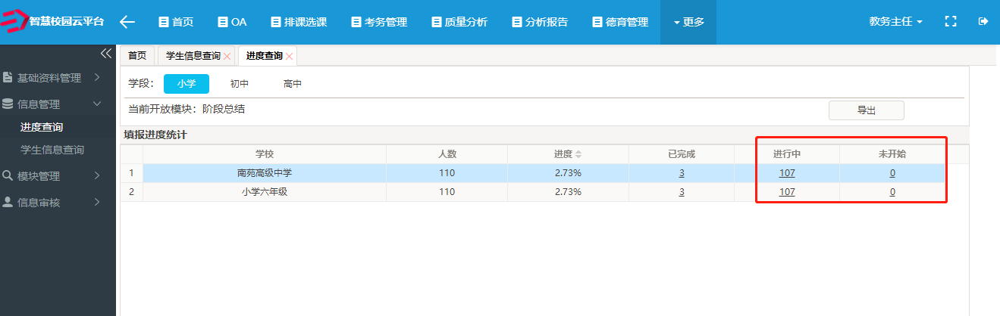 智慧校园云平台 首页 OA 排课选课 考务管理 质量分析 分析报告 德育管理 更多 教务主任
首页 学生信息查询 进度查询
基础资料管理
信息管理
进度查询
学生信息查询
模块管理
信息审核
学段： 小学 初中 高中
当前开放模块：阶段总结 导出
填报进度统计
学校 人数 进度 已完成 进行中 未开始
1 南苑高级中学 110 2.73% 3 107 0
2 小学六年级 110 2.73% 3 107 0